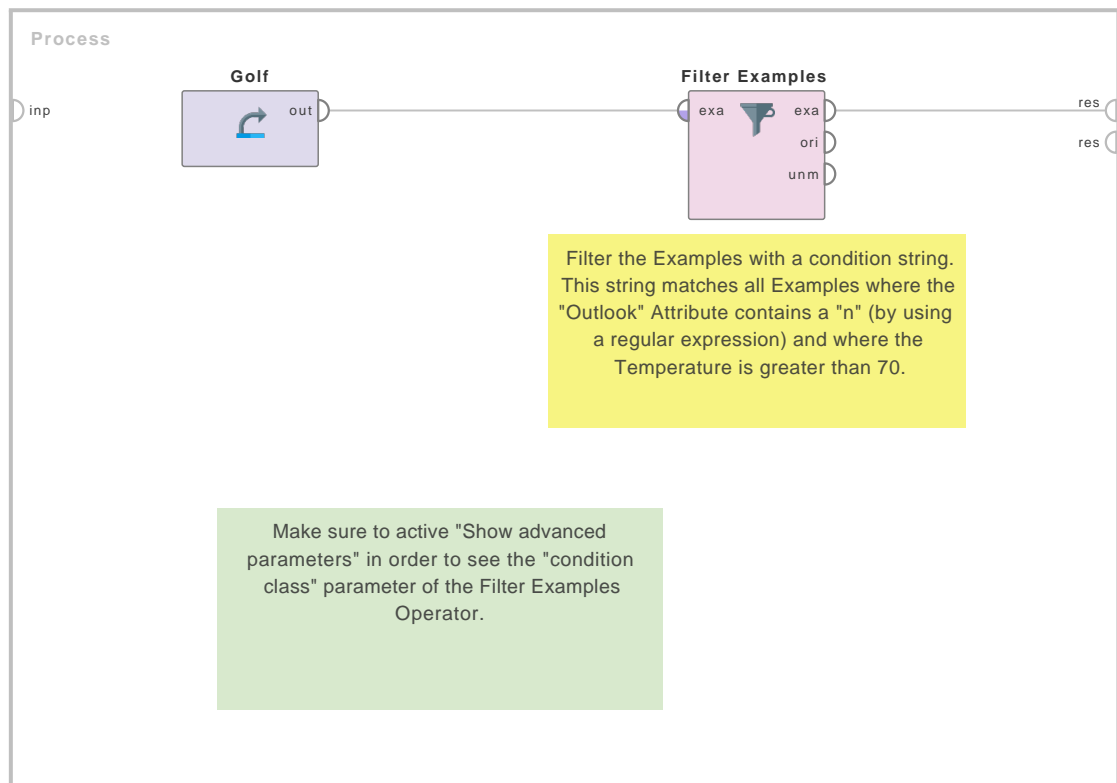 Process
Golf
Filter Examples
inp
out
exa
exa
res
ori
res
unm
Filter the Examples with a condition string.
This string matches all Examples where the
"Outlook" Attribute contains a "n" (by using
a regular expression) and where the
Temperature is greater than 70.
Make sure to active "Show advanced
parameters" in order to see the "condition
class" parameter of the Filter Examples
Operator.